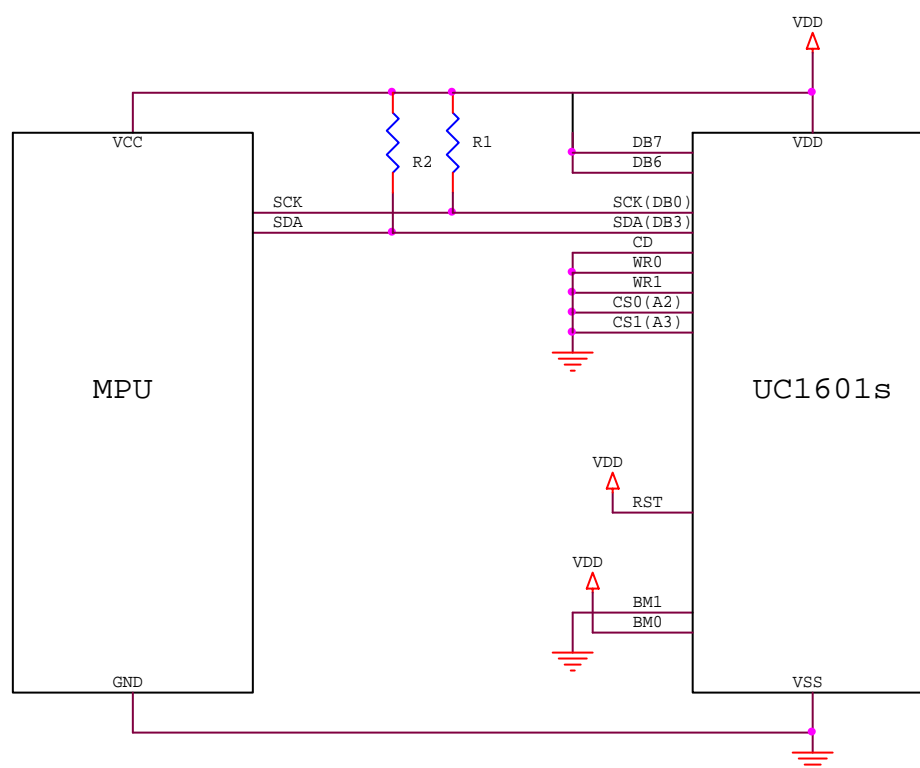 VDD
VCC
VDD
R2
R1
DB7
DB6
SCK
SCK(DB0)
SDA
SDA(DB3)
CD
WR0
WR1
CS0(A2)
CS1(A3)
MPU
UC1601s
VDD
RST
VDD
BM1
BM0
GND
VSS